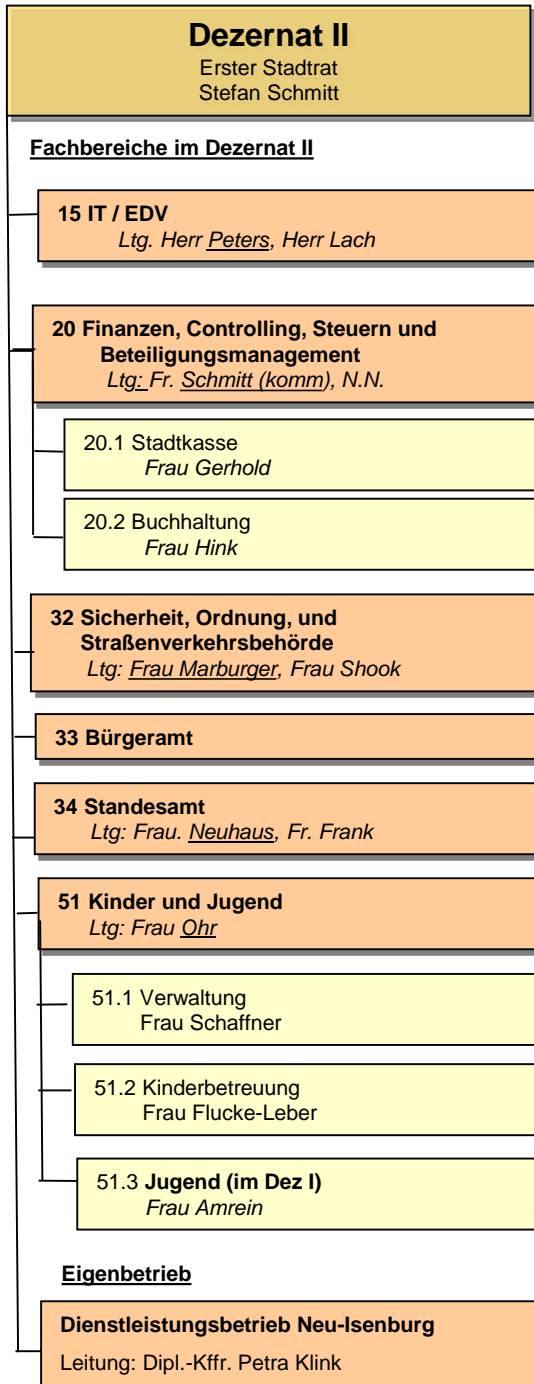 Dezernat II
Erster Stadtrat
Stefan Schmitt
Fachbereiche im Dezernat II
15 IT / EDV
Ltg. Herr Peters, Herr Lach
20 Finanzen, Controlling, Steuern und
Beteiligungsmanagement
Ltg: Fr. Schmitt (komm), N.N.
20.1 Stadtkasse
Frau Gerhold
20.2 Buchhaltung
Frau Hink
32 Sicherheit, Ordnung, und
Straßenverkehrsbehörde
Ltg: Frau Marburger, Frau Shook
33 Bürgeramt
34 Standesamt
Ltg: Frau. Neuhaus, Fr. Frank
51 Kinder und Jugend
Ltg: Frau Ohr
51.1 Verwaltung
Frau Schaffner
51.2 Kinderbetreuung
Frau Flucke-Leber
51.3 Jugend (im Dez I)
Frau Amrein
Eigenbetrieb
Dienstleistungsbetrieb Neu-Isenburg
Leitung: Dipl.-Kffr. Petra Klink